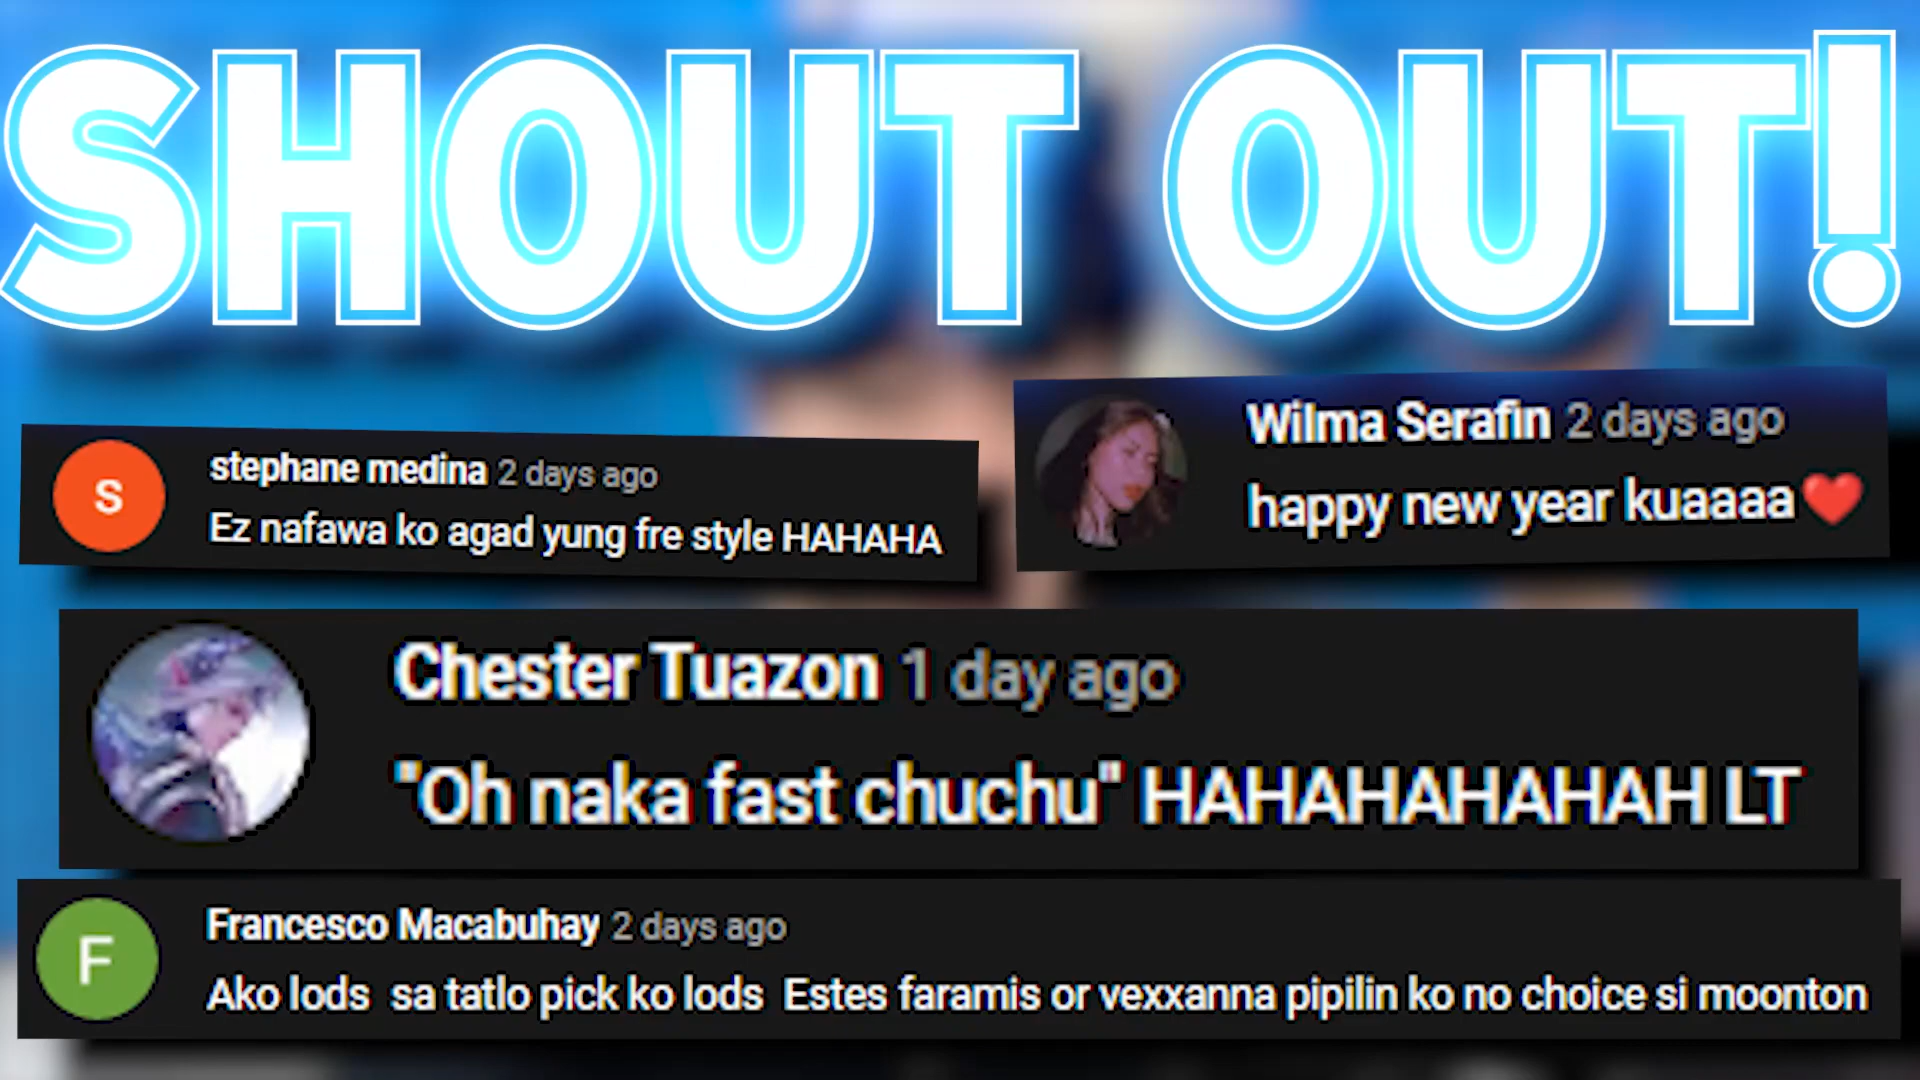 SHOUT OUT!
stephane medina 2 days ago
Ez nafawa ko agad yung fre style HAHAHA
Wilma Serafin 2 days ago
happy new year kuaaaa❤️
Chester Tuazon 1 day ago
"Oh naka fast chuchu" HAHAHAHAHAH LT
Francesco Macabuhay 2 days ago
Ako lods sa tatlo pick ko lods Estes faramis or vexxanna pipilin ko no choice si moonton
S
F